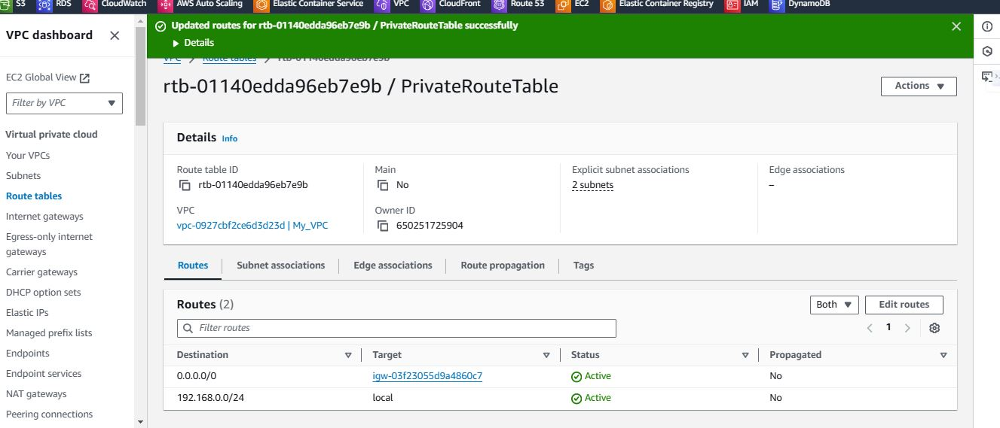 S3 RDS CloudWatch AWS Auto Scaling Elastic Container Service VPC CloudFront Route 53 EC2 Elastic Container Registry IAM DynamoDB
VPC dashboard
Updated routes for rtb-01140edda96eb7e9b / PrivateRouteTable successfully
Details
VPC Route tables rtb-01140edda96eb7e9b
EC2 Global View
Filter by VPC
Virtual private cloud
Your VPCs
Subnets
Route tables
Internet gateways
Egress-only internet
gateways
Carrier gateways
DHCP option sets
Elastic IPs
Managed prefix lists
Endpoints
Endpoint services
NAT gateways
Peering connections
rtb-01140edda96eb7e9b / PrivateRouteTable
Actions
Details Info
Route table ID
rtb-01140edda96eb7e9b
Main
No
Explicit subnet associations
2 subnets
Edge associations
–
VPC
vpc-0927cbf2ce6d3d23d | My_VPC
Owner ID
650251725904
Routes Subnet associations Edge associations Route propagation Tags
Routes (2)
Both
Edit routes
Filter routes
1
Destination Target Status Propagated
0.0.0.0/0 igw-03f23055d9a4860c7 Active No
192.168.0.0/24 local Active No